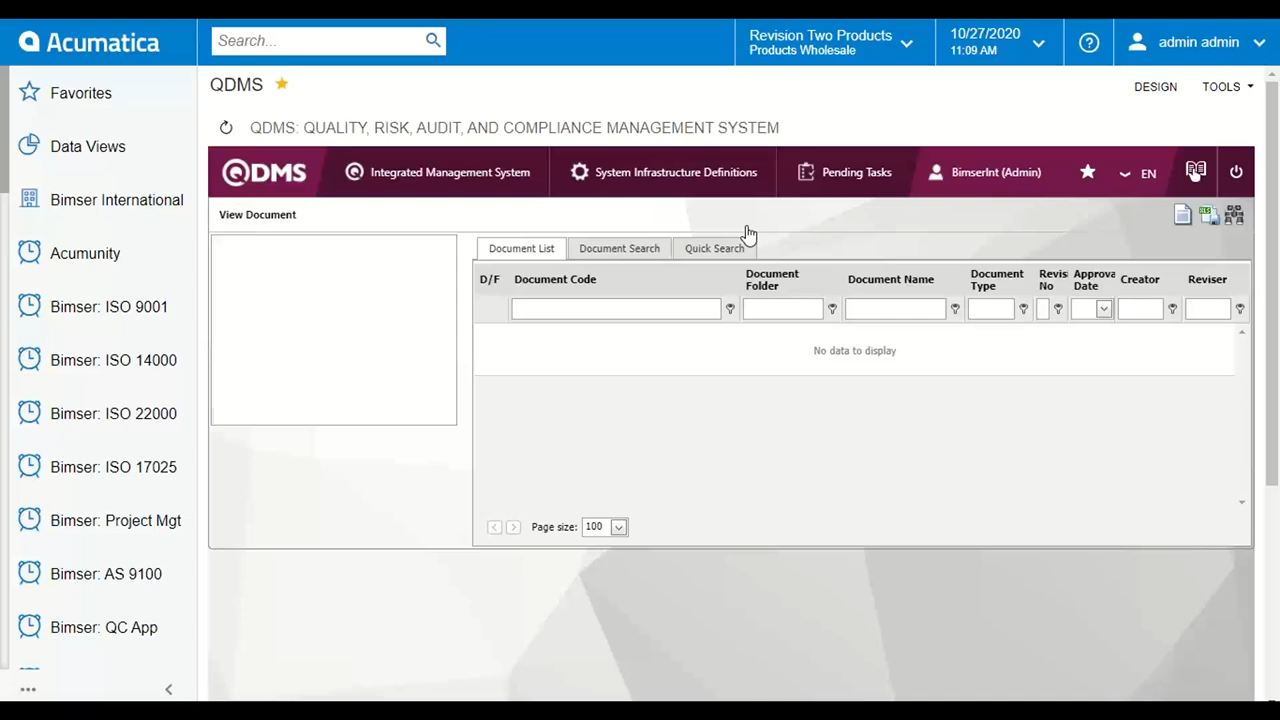 Acumatica
Search...
Revision Two Products
Products Wholesale
10/27/2020
11:09 AM
admin admin
Favorites
Data Views
Bimser International
Acumunity
Bimser: ISO 9001
Bimser: ISO 14000
Bimser: ISO 22000
Bimser: ISO 17025
Bimser: Project Mgt
Bimser: AS 9100
Bimser: QC App
QDMS
DESIGN
TOOLS
QDMS: QUALITY, RISK, AUDIT, AND COMPLIANCE MANAGEMENT SYSTEM
QDMS
Integrated Management System
System Infrastructure Definitions
Pending Tasks
BimserInt (Admin)
EN
View Document
Document List
Document Search
Quick Search
D/F
Document Code
Document Folder
Document Name
Document Type
Revisi No
Approva Date
Creator
Reviser
No data to display
Page size:
100